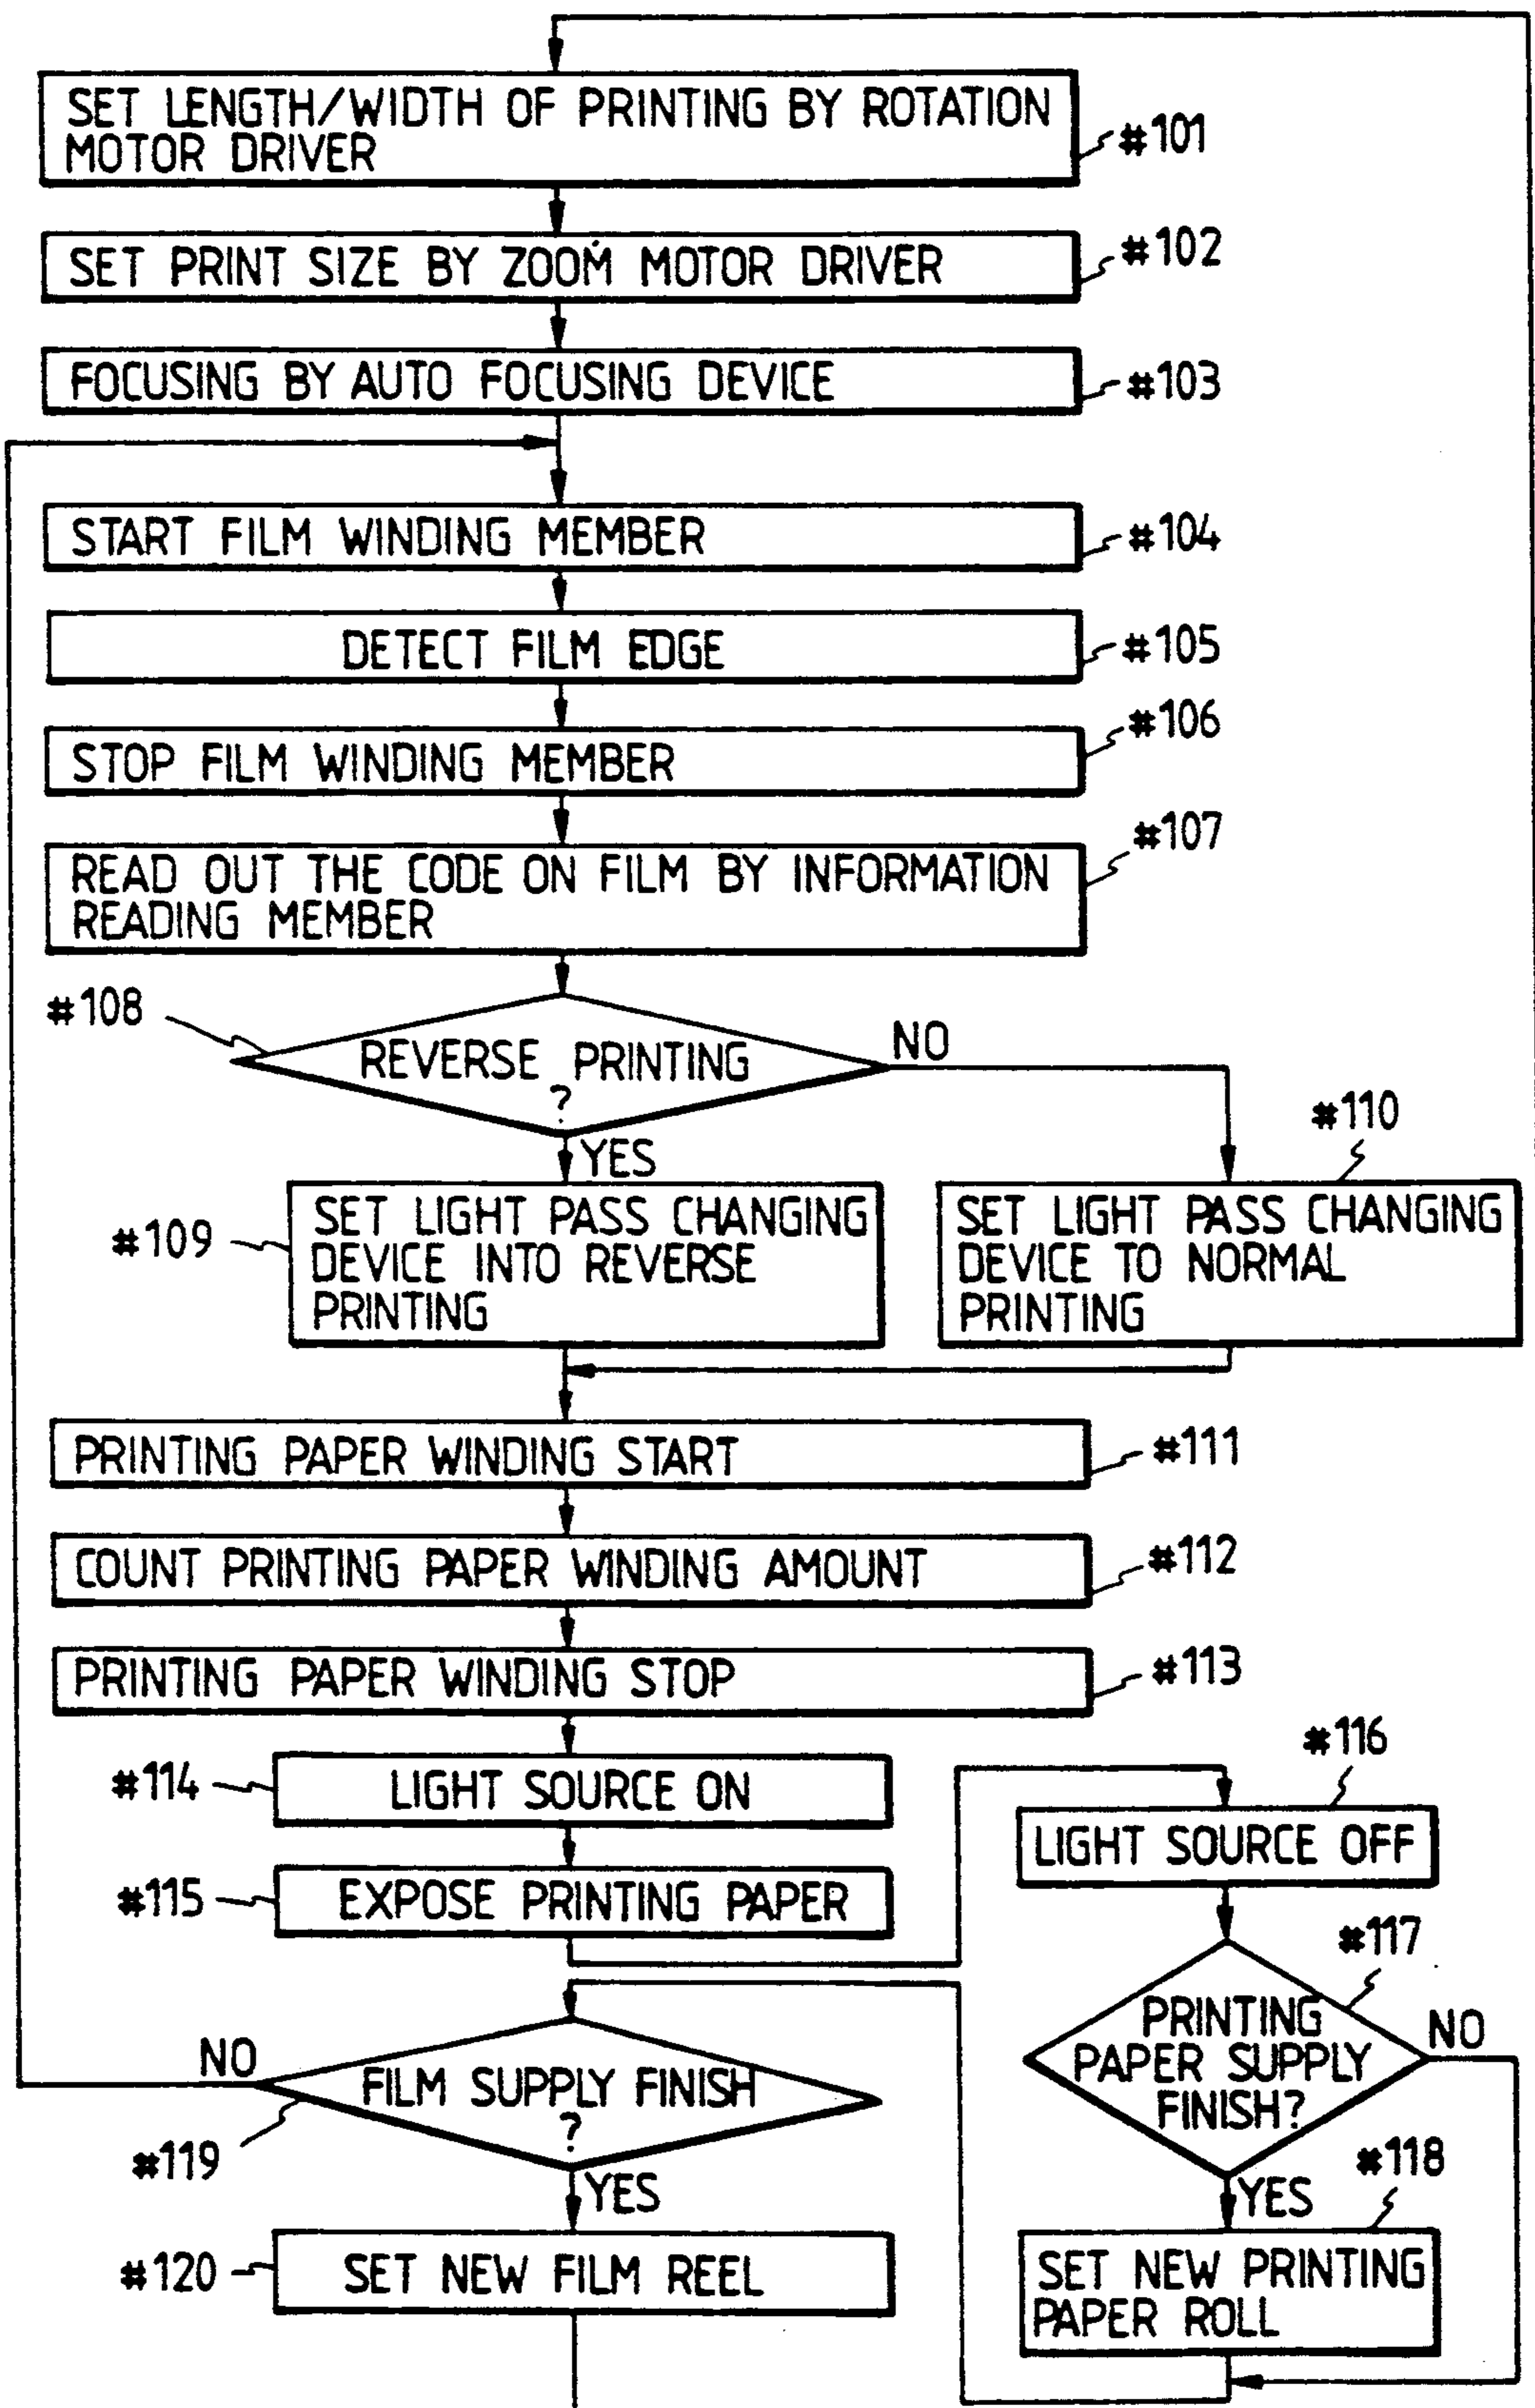 SET LENGTH/WIDTH OF PRINTING BY ROTATION
MOTOR DRIVER
#101
SET PRINT SIZE BY ZOOM MOTOR DRIVER
#102
FOCUSING BY AUTO FOCUSING DEVICE
#103
START FILM WINDING MEMBER
#104
DETECT FILM EDGE
#105
STOP FILM WINDING MEMBER
#106
READ OUT THE CODE ON FILM BY INFORMATION
READING MEMBER
#107
#108
REVERSE PRINTING
?
NO
YES
#109
SET LIGHT PASS CHANGING
DEVICE INTO REVERSE
PRINTING
#110
SET LIGHT PASS CHANGING
DEVICE TO NORMAL
PRINTING
PRINTING PAPER WINDING START
#111
COUNT PRINTING PAPER WINDING AMOUNT
#112
PRINTING PAPER WINDING STOP
#113
#114
LIGHT SOURCE ON
#115
EXPOSE PRINTING PAPER
#116
LIGHT SOURCE OFF
#117
PRINTING
PAPER SUPPLY
FINISH?
NO
YES
#118
SET NEW PRINTING
PAPER ROLL
NO
FILM SUPPLY FINISH
?
#119
YES
#120
SET NEW FILM REEL